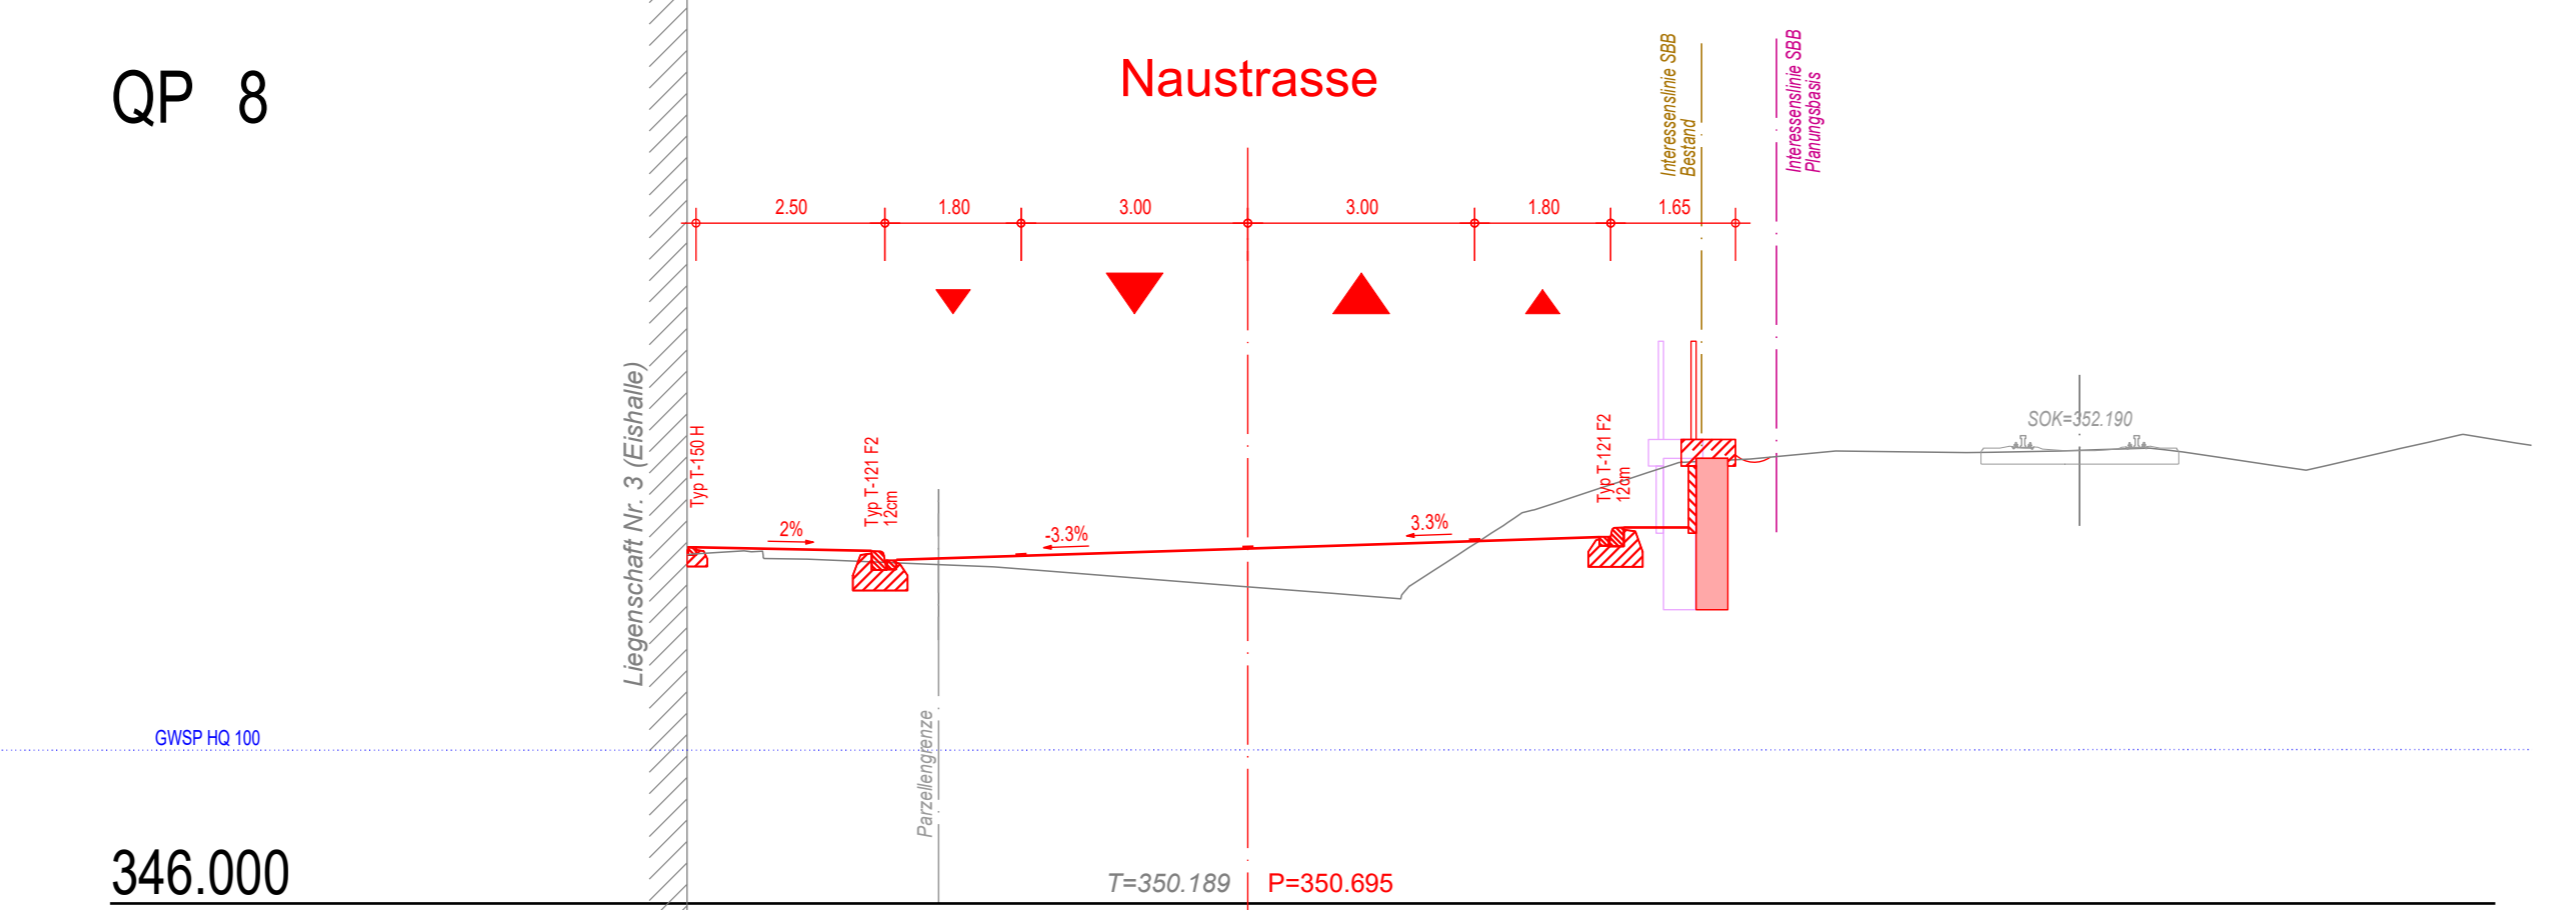 QP 8
Naustrasse
Interessenslinie SBB
Bestand
Interessenslinie SBB
Planungsbasis
2.50
1.80
3.00
3.00
1.80
1.65
Liegenschaft Nr. 3 (Eishalle)
Typ T-150 H
2%
Typ T-121 F2
12cm
-3.3%
3.3%
Typ T-121 F2
12cm
SOK=352.190
GWSP HQ 100
Parzellengrenze
346.000
T=350.189
P=350.695